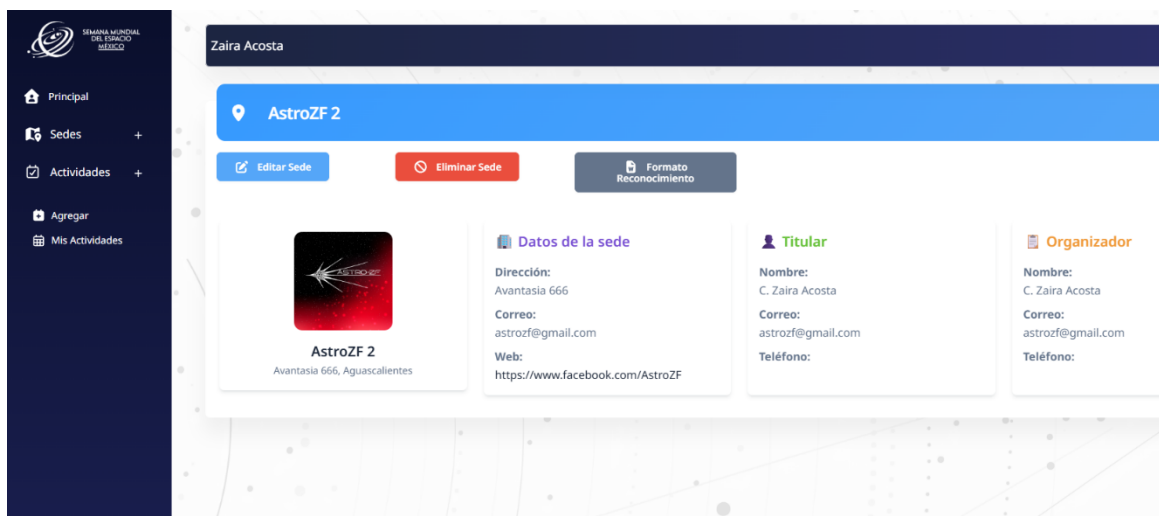 SEMANA MUNDIAL
DEL ESPACIO
MÉXICO
Principal
Sedes +
Actividades +
Agregar
Mis Actividades
Zaira Acosta
AstroZF 2
Editar Sede
Eliminar Sede
Formato
Reconocimiento
ASTRO-ZF
AstroZF 2
Avantasia 666, Aguascalientes
Datos de la sede
Dirección:
Avantasia 666
Correo:
astrozf@gmail.com
Web:
https://www.facebook.com/AstroZF
Titular
Nombre:
C. Zaira Acosta
Correo:
astrozf@gmail.com
Teléfono:
Organizador
Nombre:
C. Zaira Acosta
Correo:
astrozf@gmail.com
Teléfono: